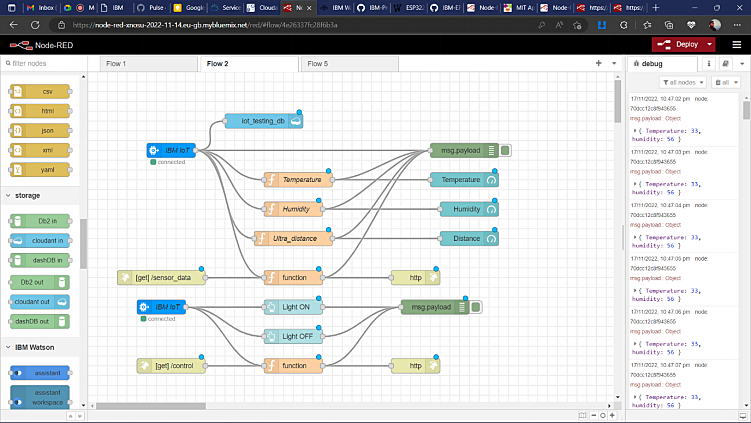 Inbox (
Pulse -
IBM
Google
Service
Clouda
Node-R
IBM Wa
IBM-Pr
ESP32
IBM-EF
Node-R
MIT Ap
Node-R
https:/
https:/
https://node-red-xnosu-2022-11-14.eu-gb.mybluemix.net/red/#flow/4e26337fc28f6b3a
Node-RED
Deploy
filter nodes
Flow 1
Flow 2
Flow 5
debug
all nodes
all
csv
html
json
xml
yaml
storage
Db2 in
cloudant in
dashDB in
Db2 out
cloudant out
dashDB out
IBM Watson
assistant
assistant
workspace
iot_testing_db
IBM IoT
connected
msg.payload
Temperature
Temperature
Humidity
Humidity
Ultra_distance
Distance
[get] /sensor_data
function
http
IBM IoT
connected
Light ON
msg.payload
Light OFF
[get] /control
function
http
17/11/2022, 10:47:02 pm node:
70dcc12c8f943655
msg.payload : Object
{ Temperature: 33,
humidity: 56 }
17/11/2022, 10:47:03 pm node:
70dcc12c8f943655
msg.payload : Object
{ Temperature: 33,
humidity: 56 }
17/11/2022, 10:47:04 pm node:
70dcc12c8f943655
msg.payload : Object
{ Temperature: 33,
humidity: 56 }
17/11/2022, 10:47:05 pm node:
70dcc12c8f943655
msg.payload : Object
{ Temperature: 33,
humidity: 56 }
17/11/2022, 10:47:06 pm node:
70dcc12c8f943655
msg.payload : Object
{ Temperature: 33,
humidity: 56 }
17/11/2022, 10:47:07 pm node:
70dcc12c8f943655
msg.payload : Object
{ Temperature: 33,
humidity: 56 }